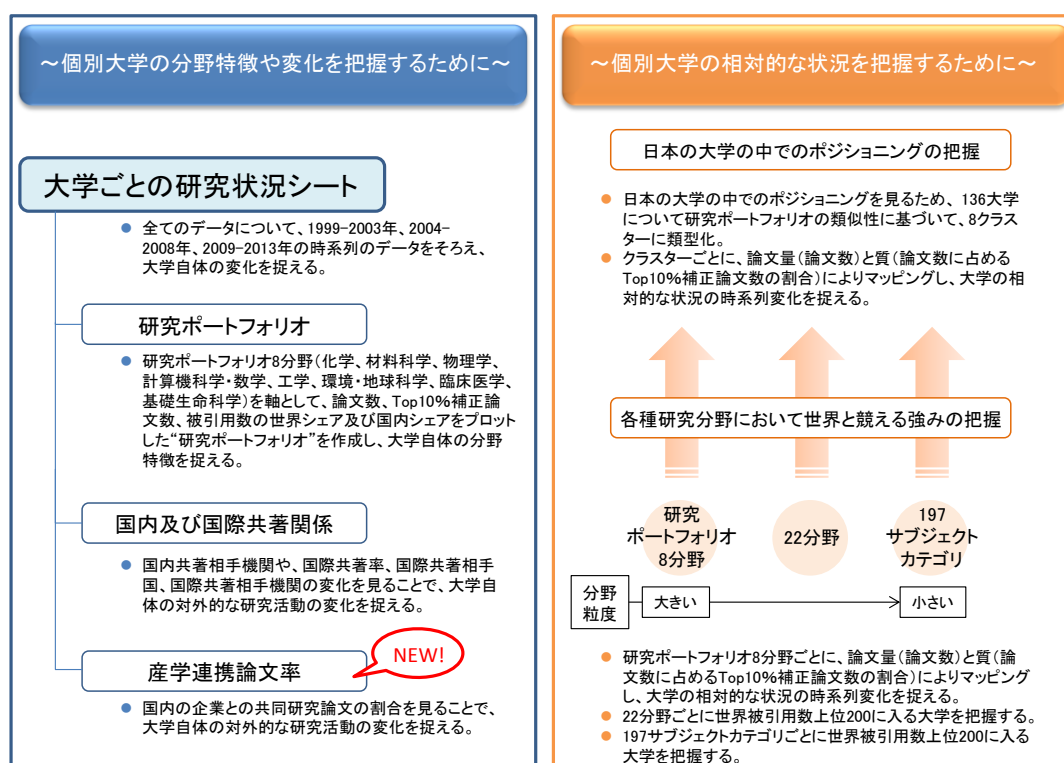 ～個別大学の分野特徴や変化を把握するために～
大学ごとの研究状況シート
● 全てのデータについて、1999-2003年、2004-
2008年、2009-2013年の時系列のデータをそろえ、
大学自体の変化を捉える。
研究ポートフォリオ
● 研究ポートフォリオ8分野(化学、材料科学、物理学、
計算機科学・数学、工学、環境・地球科学、臨床医学、
基礎生命科学)を軸として、論文数、Top10%補正論
文数、被引用数の世界シェア及び国内シェアをプロット
した“研究ポートフォリオ”を作成し、大学自体の分野
特徴を捉える。
国内及び国際共著関係
● 国内共著相手機関や、国際共著率、国際共著相手
国、国際共著相手機関の変化を見ることで、大学自
体の対外的な研究活動の変化を捉える。
産学連携論文率
NEW!
● 国内の企業との共同研究論文の割合を見ることで、
大学自体の対外的な研究活動の変化を捉える。
～個別大学の相対的な状況を把握するために～
日本の大学の中でのポジショニングの把握
● 日本の大学の中でのポジショニングを見るため、136大学
について研究ポートフォリオの類似性に基づいて、8クラス
ターに類型化。
● クラスターごとに、論文量(論文数)と質(論文数に占める
Top10%補正論文数の割合)によりマッピングし、大学の相
対的な状況の時系列変化を捉える。
各種研究分野において世界と競える強みの把握
研究
ポートフォリオ
8分野
22分野
197
サブジェクト
カテゴリ
分野
粒度
大きい
小さい
● 研究ポートフォリオ8分野ごとに、論文量(論文数)と質(論
文数に占めるTop10%補正論文数の割合)によりマッピング
し、大学の相対的な状況の時系列変化を捉える。
● 22分野ごとに世界被引用数上位200に入る大学を把握する。
● 197サブジェクトカテゴリごとに世界被引用数上位200に入る
大学を把握する。